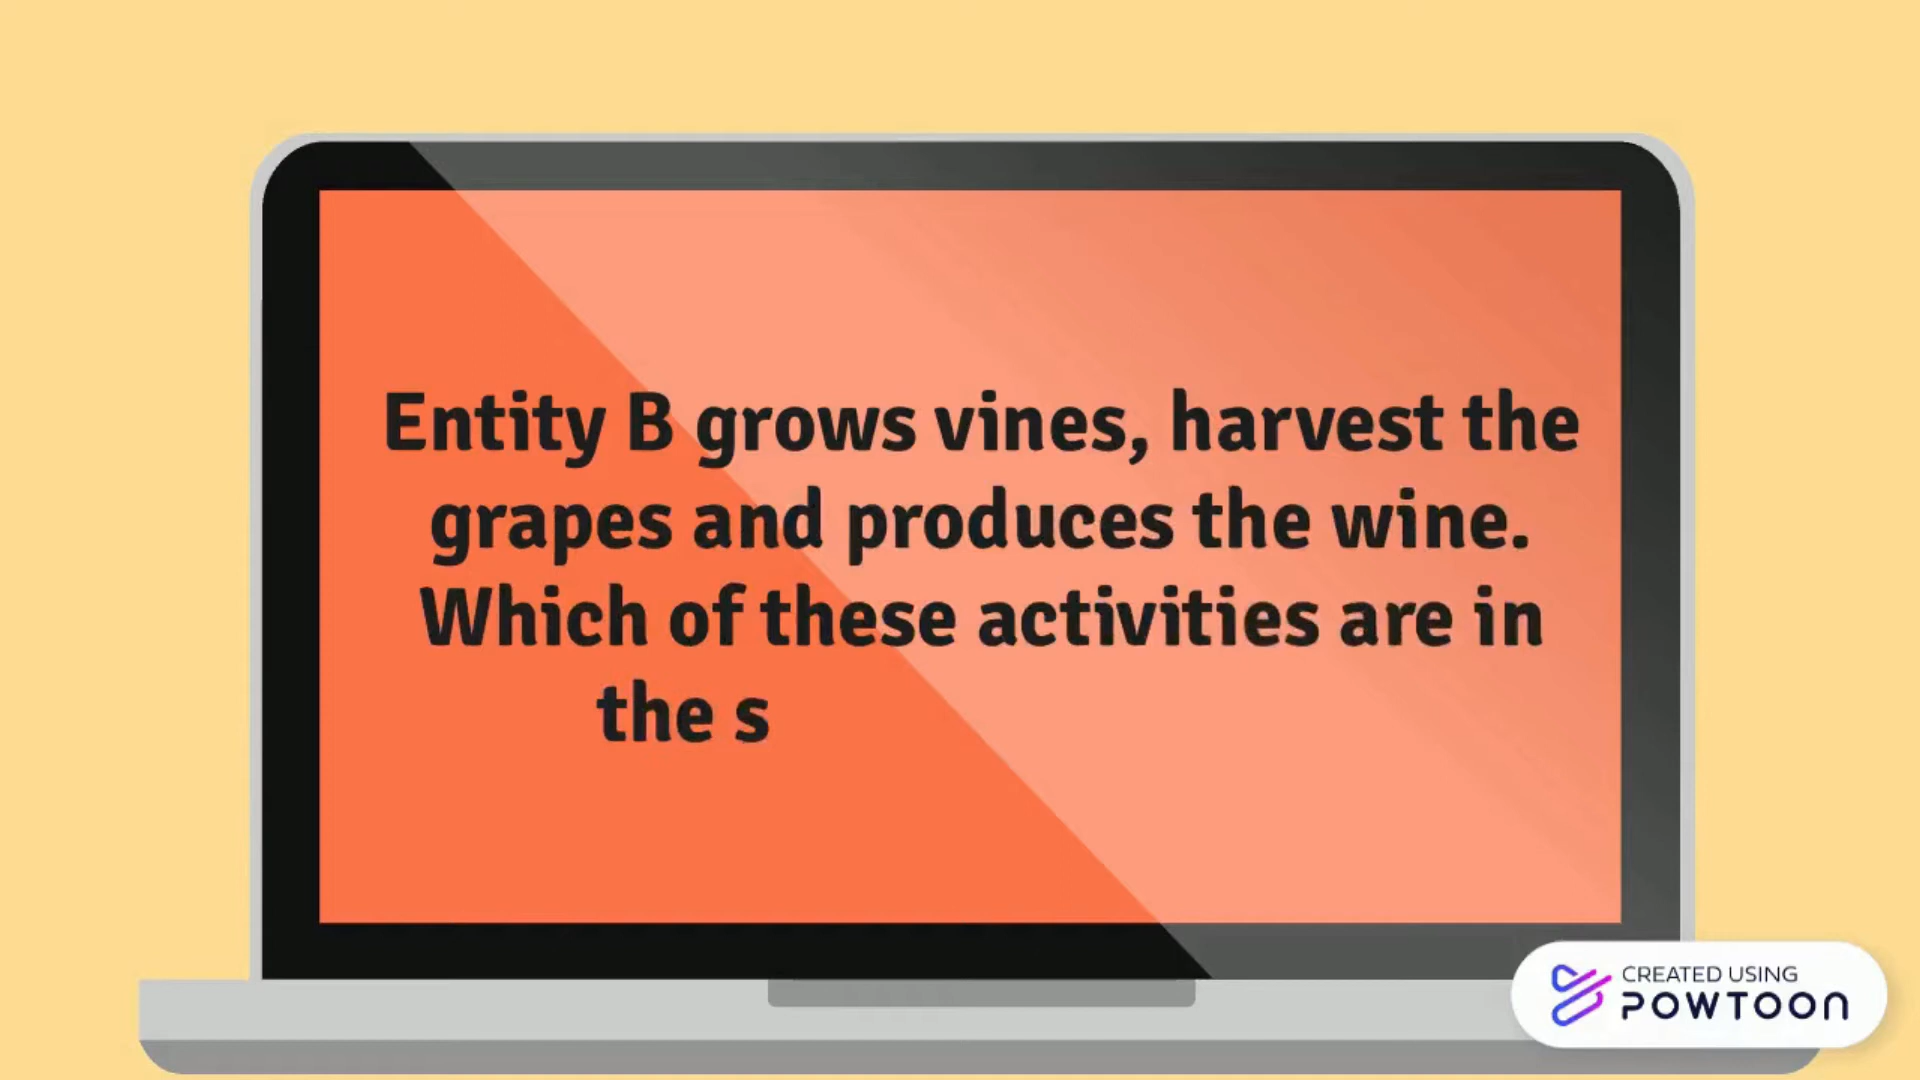 Entity B grows vines, harvest the
grapes and produces the wine.
Which of these activities are in
the s
CREATED USING
POWTOON